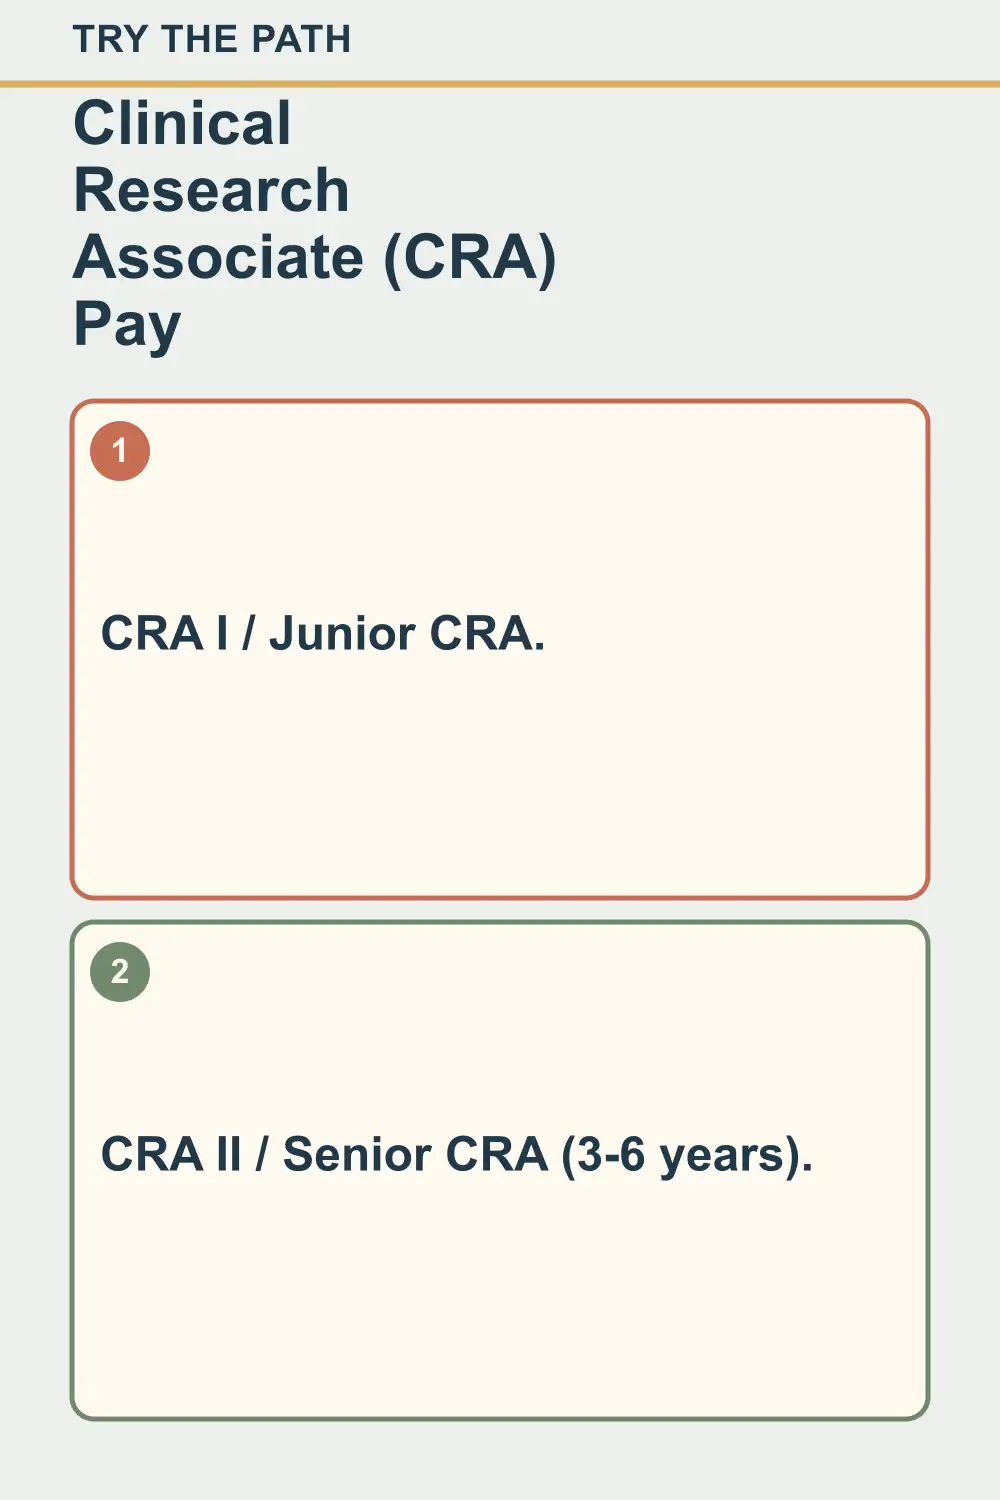 TRY THE PATH
Clinical
Research
Associate (CRA)
Pay
1
CRA I / Junior CRA.
2
CRA II / Senior CRA (3-6 years).